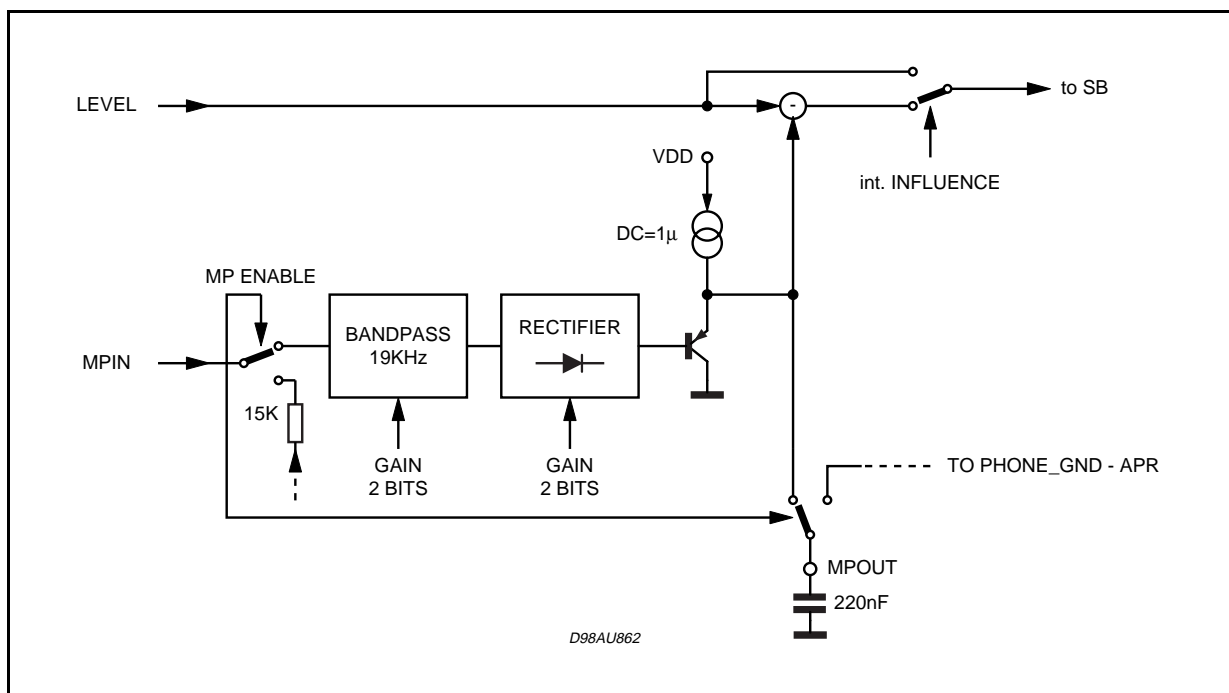 LEVEL
to SB
-
VDD
int. INFLUENCE
DC=1µ
MP ENABLE
BANDPASS
19KHz
RECTIFIER
MPIN
15K
GAIN
2 BITS
GAIN
2 BITS
TO PHONE_GND - APR
MPOUT
220nF
D98AU862